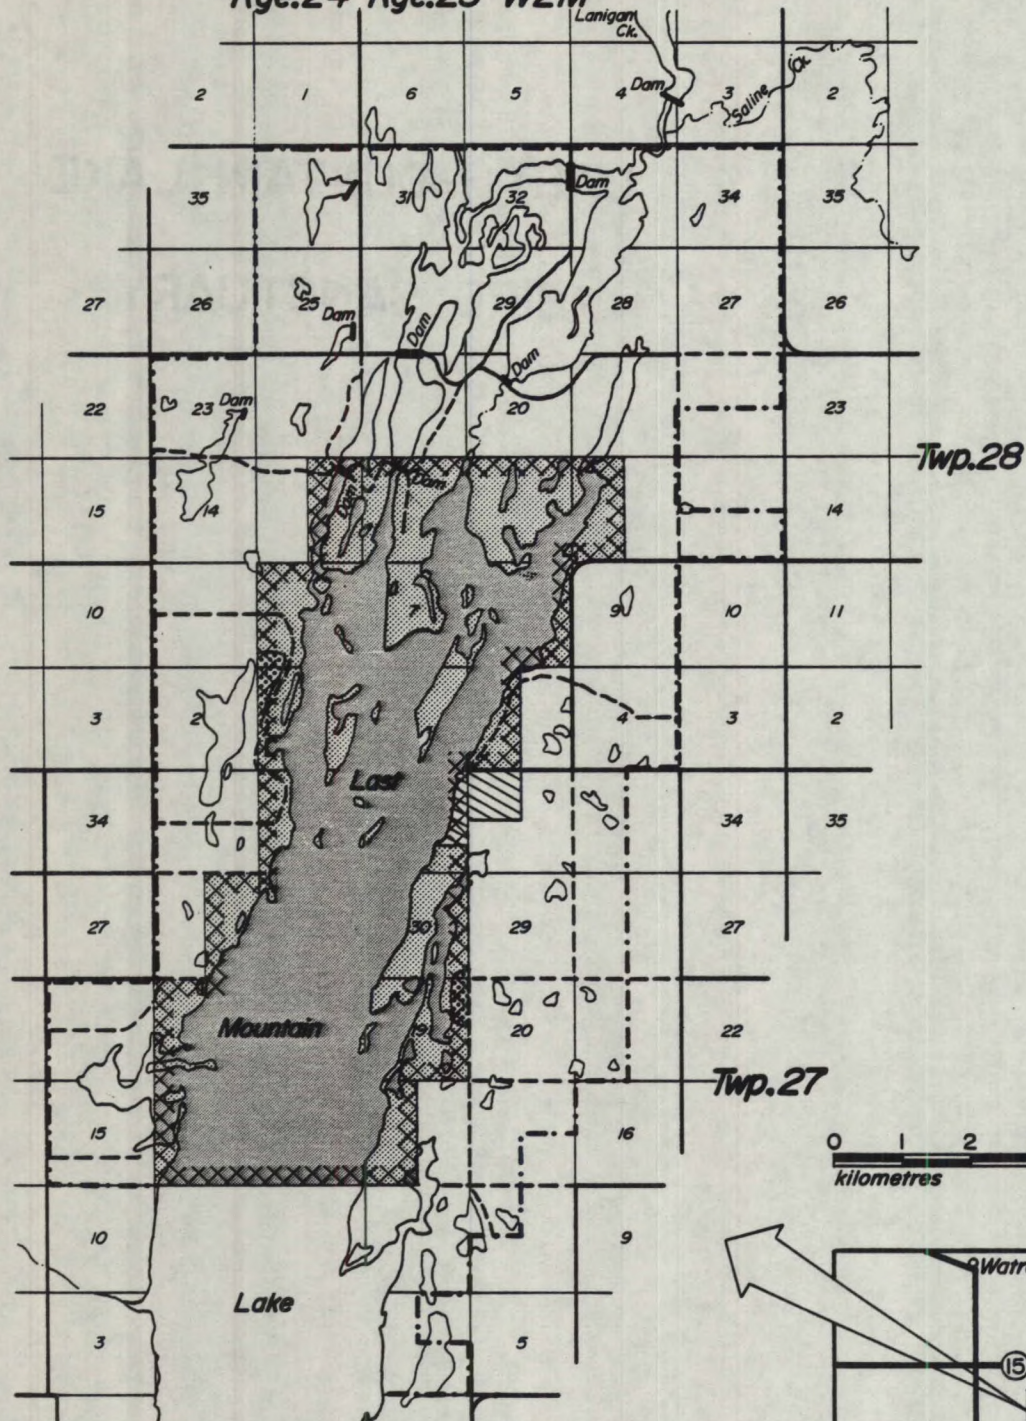 Rge.24 Rge.23 W2M
Lanigan
Ck.
2 1 6 5 4 Dam 3 Saline Ck. 2
35 31 32 Dam 34 35
27 26 25 29 28 27 26
Dam Dam
Dam
22 23 Dam 20 23
Twp.28
15 14 Dam Dam 14
10 7 9 10 11
3 2 4 3 2
Last
34 34 35
27 30 29 27
Mountain 19 20 22
Twp.27
15 16
0 1 2
kilometres
10 9
Watr
Lake
3 5
15